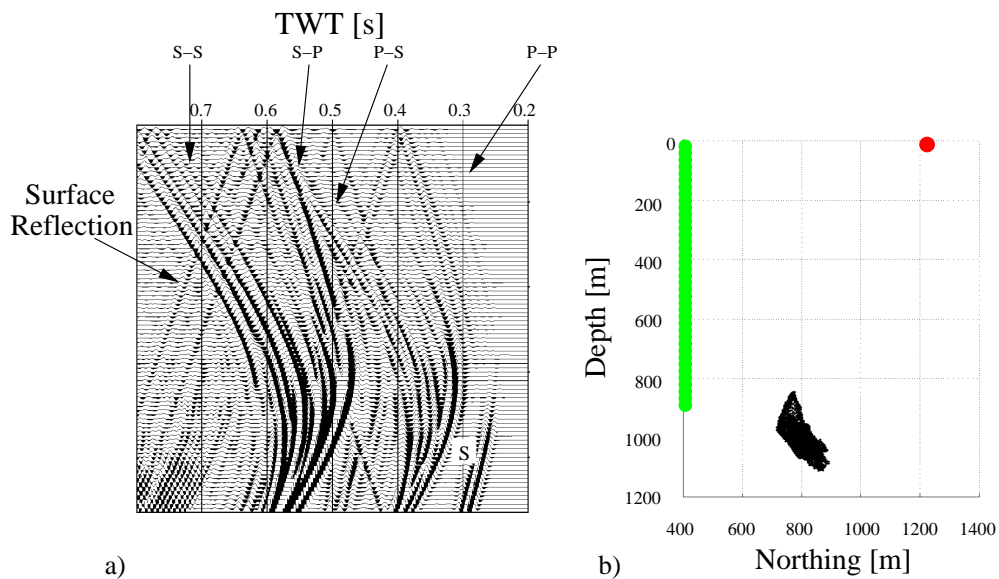 TWT [s]
S–S
S–P
P–S
P–P
0.7
0.6
0.5
0.4
0.3
0.2
Surface
Reflection
S
a)
Depth [m]
0
200
400
600
800
1000
1200
400
600
800
1000
1200
1400
Northing [m]
b)